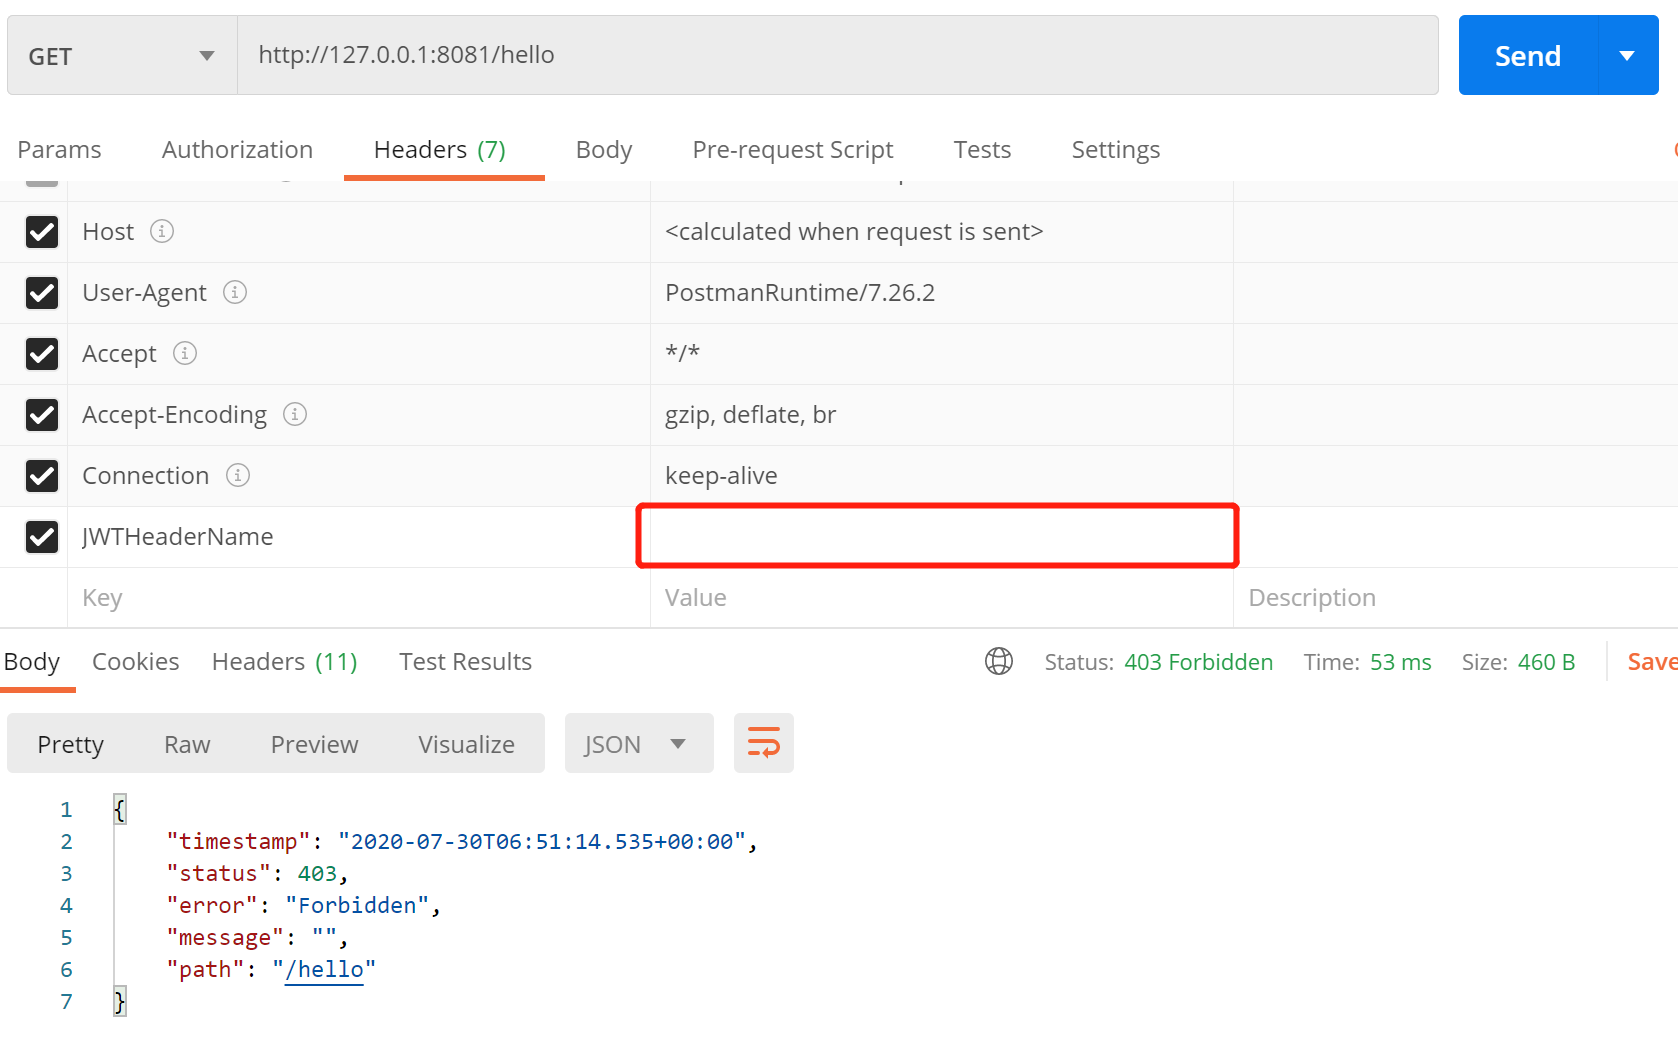 GET http://127.0.0.1:8081/hello Send
Params Authorization Headers (7) Body Pre-request Script Tests Settings
Host <calculated when request is sent>
User-Agent PostmanRuntime/7.26.2
Accept */*
Accept-Encoding gzip, deflate, br
Connection keep-alive
JWTHeaderName
Key Value Description
Body Cookies Headers (11) Test Results Status: 403 Forbidden Time: 53 ms Size: 460 B Save
Pretty Raw Preview Visualize JSON
1 {
2 "timestamp": "2020-07-30T06:51:14.535+00:00",
3 "status": 403,
4 "error": "Forbidden",
5 "message": "",
6 "path": "/hello"
7 }